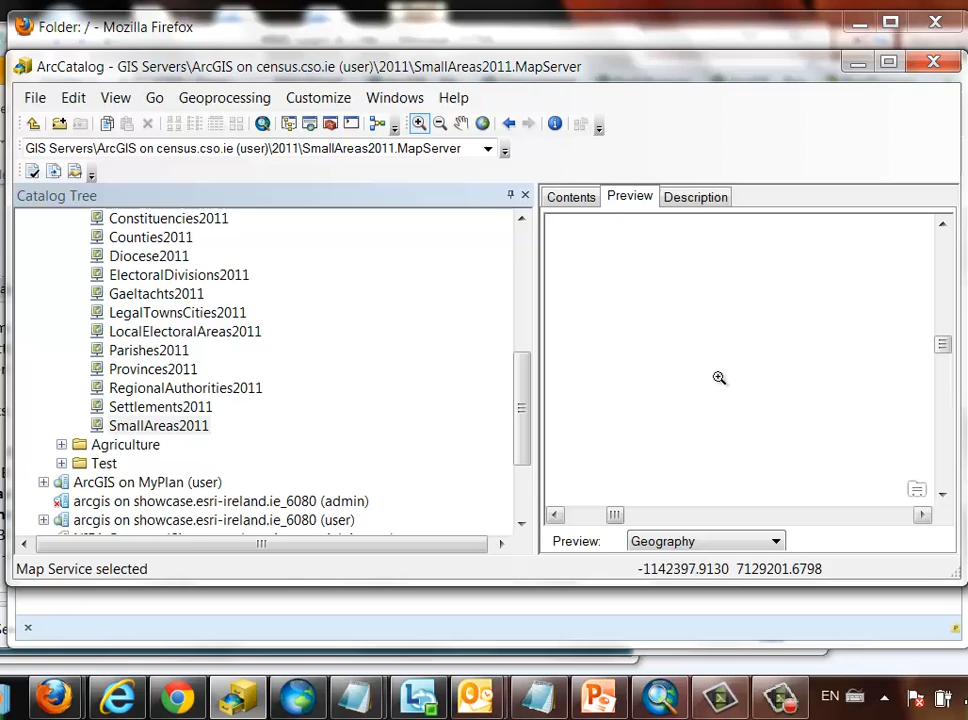 Folder: / - Mozilla Firefox
ArcCatalog - GIS Servers\ArcGIS on census.cso.ie (user)\2011\SmallAreas2011.MapServer
File Edit View Go Geoprocessing Customize Windows Help
GIS Servers\ArcGIS on census.cso.ie (user)\2011\SmallAreas2011.MapServer
Catalog Tree
Contents Preview Description
Constituencies2011
Counties2011
Diocese2011
ElectoralDivisions2011
Gaeltachts2011
LegalTownsCities2011
LocalElectoralAreas2011
Parishes2011
Provinces2011
RegionalAuthorities2011
Settlements2011
SmallAreas2011
Agriculture
Test
ArcGIS on MyPlan (user)
arcgis on showcase.esri-ireland.ie_6080 (admin)
arcgis on showcase.esri-ireland.ie_6080 (user)
Preview: Geography
Map Service selected
-1142397.9130 7129201.6798
EN